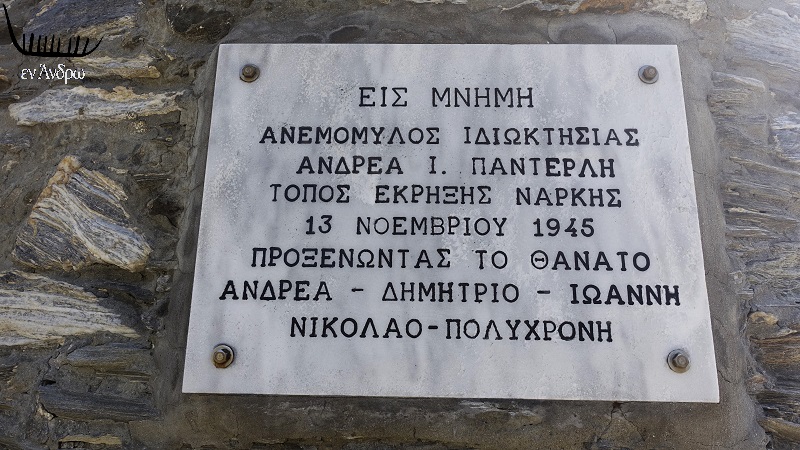 εν Άνδρω
ΕΙΣ ΜΝΗΜΗ
ΑΝΕΜΟΜΥΛΟΣ ΙΔΙΩΚΤΗΣΙΑΣ
ΑΝΔΡΕΑ Ι. ΠΑΝΤΕΡΛΗ
ΤΟΠΟΣ ΕΚΡΗΞΗΣ ΝΑΡΚΗΣ
13 ΝΟΕΜΒΡΙΟΥ 1945
ΠΡΟΞΕΝΩΝΤΑΣ ΤΟ ΘΑΝΑΤΟ
ΑΝΔΡΕΑ - ΔΗΜΗΤΡΙΟ - ΙΩΑΝΝΗ
ΝΙΚΟΛΑΟ-ΠΟΛΥΧΡΟΝΗ